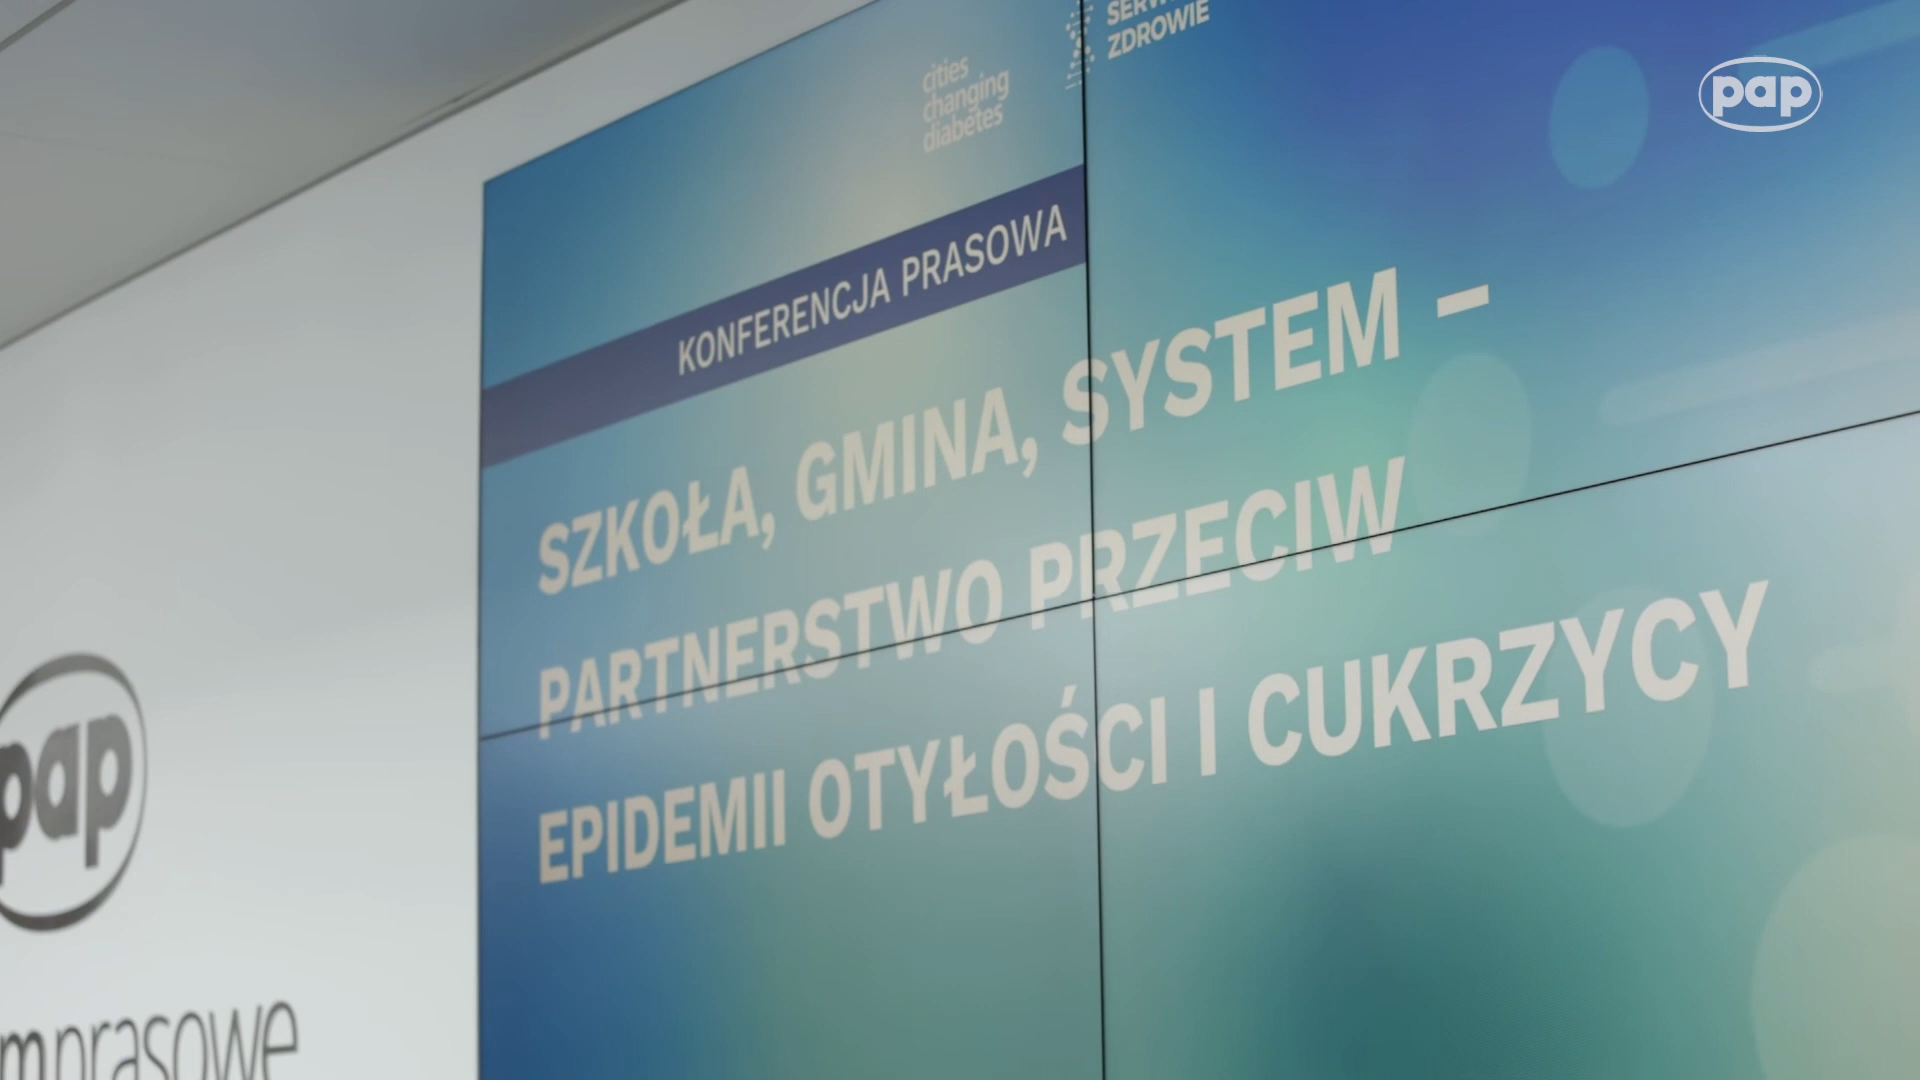 ZDROWIE
cities
changing
diabetes
pap
KONFERENCJA PRASOWA
SZKOŁA, GMINA, SYSTEM –
PARTNERSTWO PRZECIW
EPIDEMII OTYŁOŚCI I CUKRZYCY
pap
prasowe